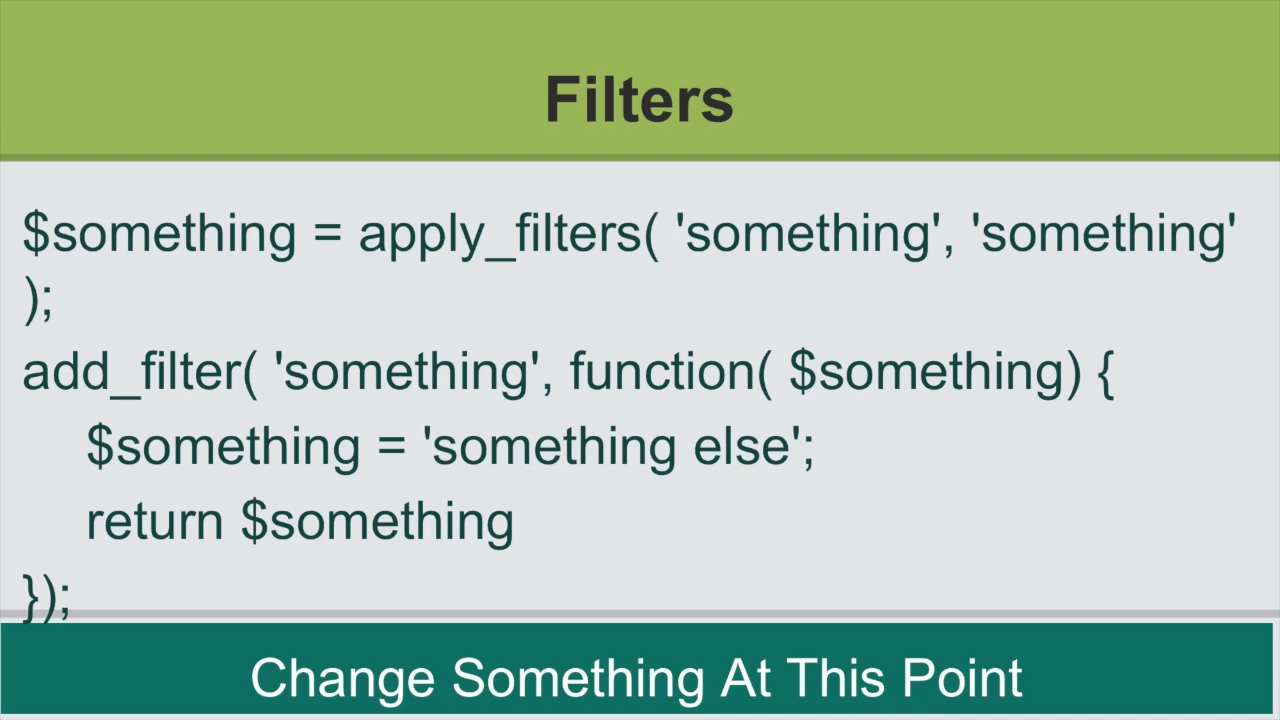 Filters
$something = apply_filters( 'something', 'something'
);
add_filter( 'something', function( $something) {
$something = 'something else';
return $something
});
Change Something At This Point